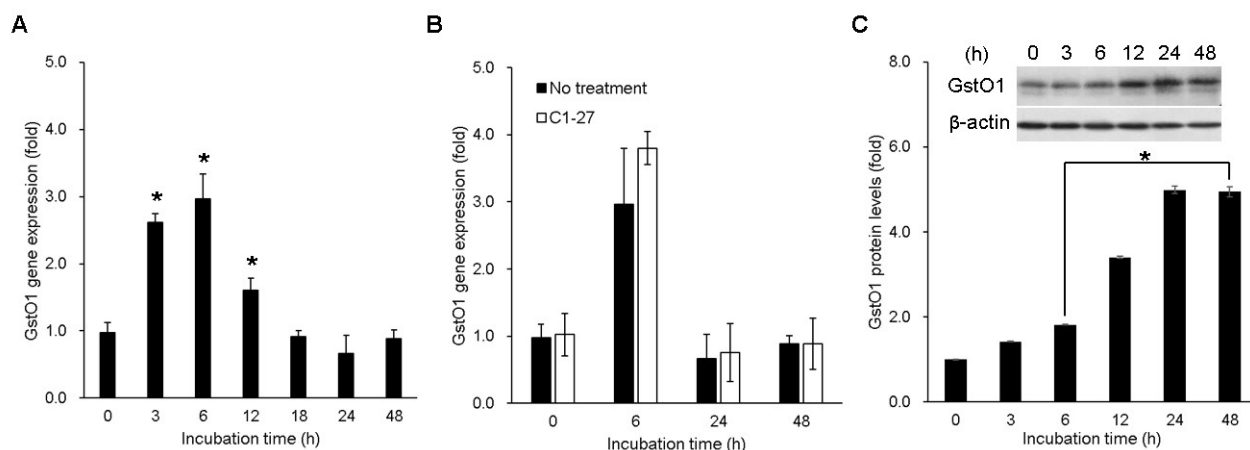 A
GstO1 gene expression (fold)
5.0
4.0
3.0
2.0
1.0
0.0
*
*
*
0 3 6 12 18 24 48
Incubation time (h)
B
GstO1 gene expression (fold)
5.0
4.0
3.0
2.0
1.0
0.0
No treatment
C1-27
0 6 24 48
Incubation time (h)
C
GstO1 protein levels (fold)
8.0
6.0
4.0
2.0
0.0
(h) 0 3 6 12 24 48
GstO1
β-actin
*
0 3 6 12 24 48
Incubation time (h)